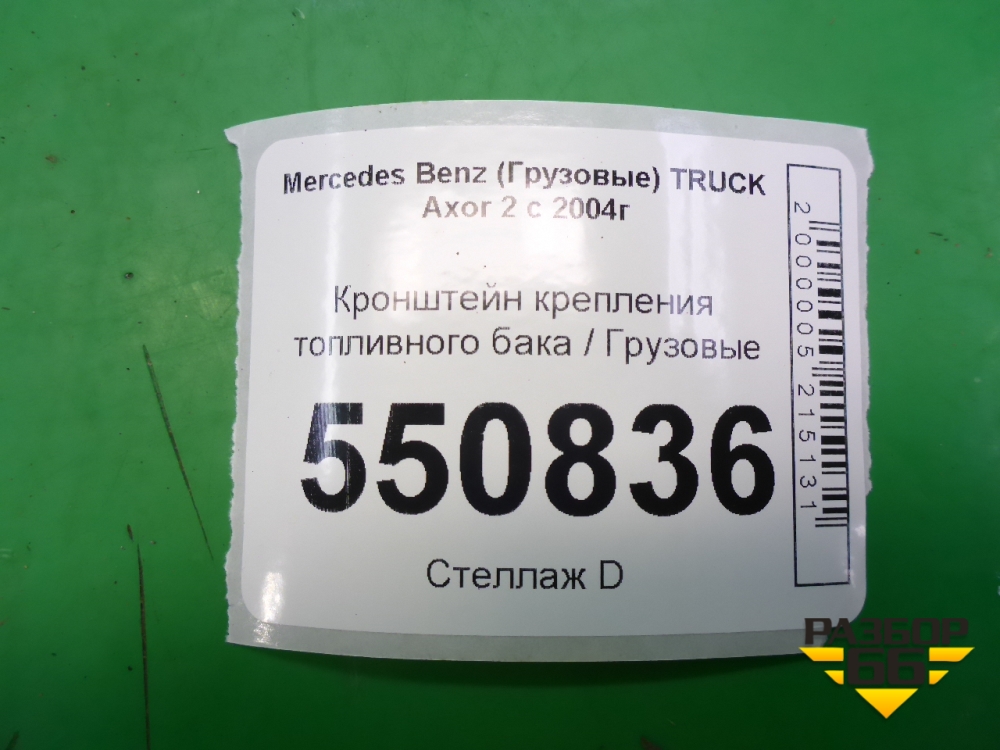 Mercedes Benz (Грузовые) TRUCK
Axor 2 с 2004г
Кронштейн крепления
топливного бака / Грузовые
550836
Стеллаж D
2000005215131
РАЗБОР
66